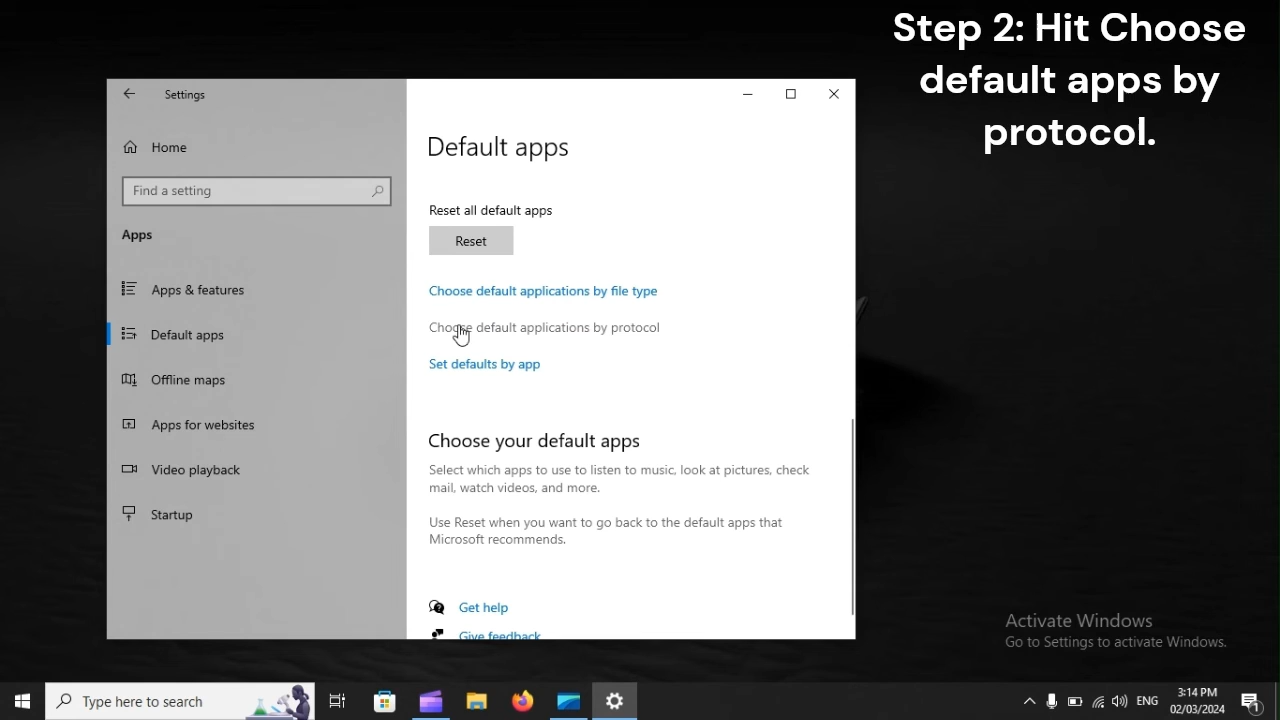 Step 2: Hit Choose
default apps by
protocol.
Settings
Home
Find a setting
Apps
Apps & features
Default apps
Offline maps
Apps for websites
Video playback
Startup
Default apps
Reset all default apps
Reset
Choose default applications by file type
Choose default applications by protocol
Set defaults by app
Choose your default apps
Select which apps to use to listen to music, look at pictures, check
mail, watch videos, and more.
Use Reset when you want to go back to the default apps that
Microsoft recommends.
Get help
Give feedback
Activate Windows
Go to Settings to activate Windows.
Type here to search
ENG
3:14 PM
02/03/2024
1